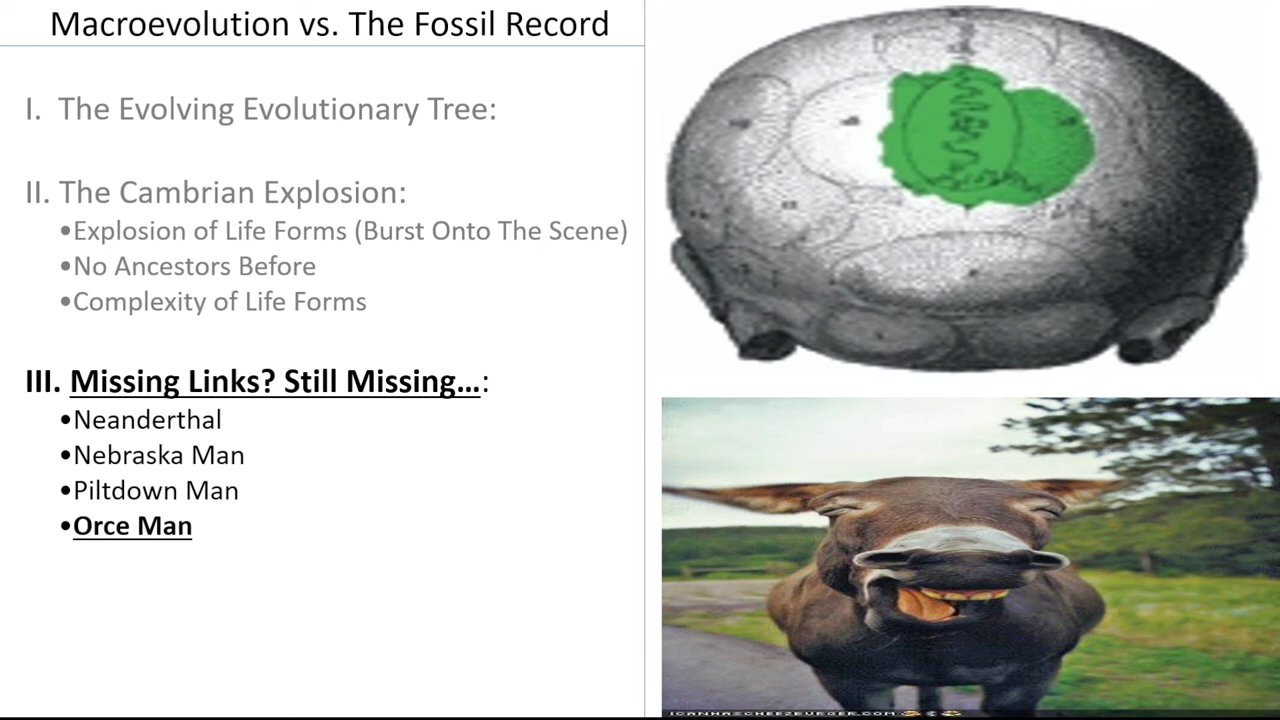 Macroevolution vs. The Fossil Record
I. The Evolving Evolutionary Tree:
II. The Cambrian Explosion:
•Explosion of Life Forms (Burst Onto The Scene)
•No Ancestors Before
•Complexity of Life Forms
III. Missing Links? Still Missing…:
•Neanderthal
•Nebraska Man
•Piltdown Man
•Orce Man
ICANHASCHEEZBURGER.COM